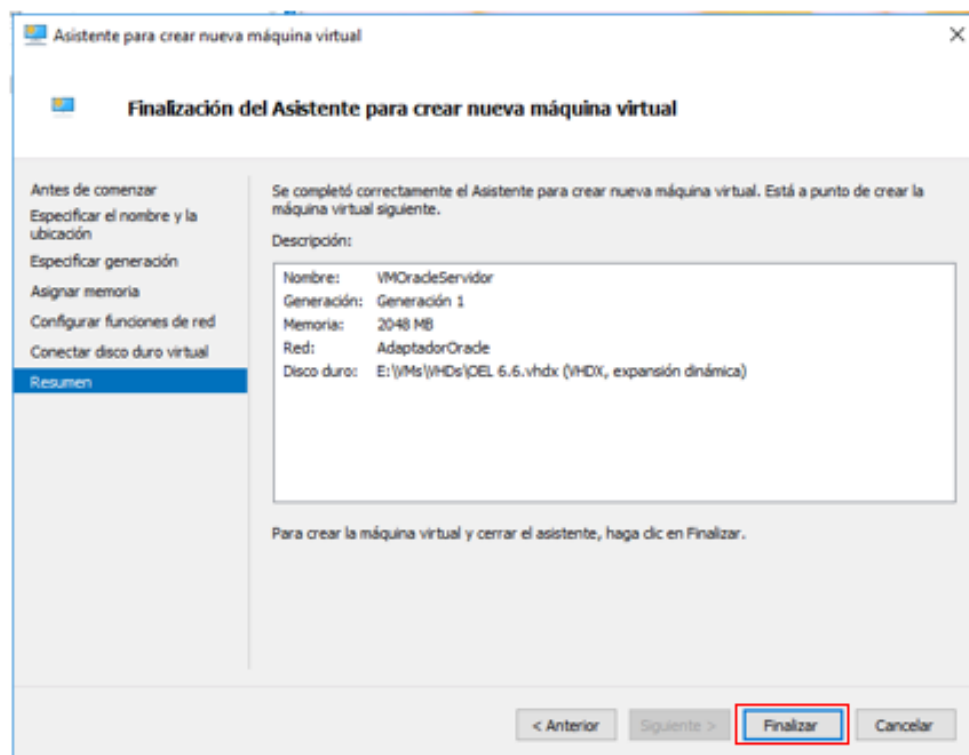 Asistente para crear nueva máquina virtual
Finalización del Asistente para crear nueva máquina virtual
Antes de comenzar
Especificar el nombre y la
ubicación
Especificar generación
Asignar memoria
Configurar funciones de red
Conectar disco duro virtual
Resumen
Se completó correctamente el Asistente para crear nueva máquina virtual. Está a punto de crear la
máquina virtual siguiente.
Descripción:
Nombre: VMOracleServidor
Generación: Generación 1
Memoria: 2048 MB
Red: AdaptadorOracle
Disco duro: E:\VMs\VHDs\OEL 6.6.vhdx (VHDX, expansión dinámica)
Para crear la máquina virtual y cerrar el asistente, haga clic en Finalizar.
< Anterior Siguiente > Finalizar Cancelar